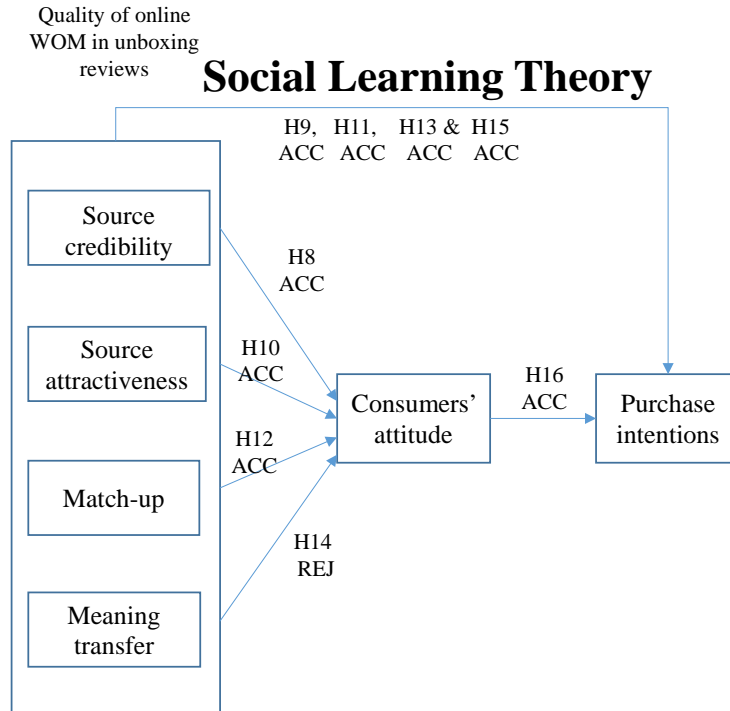 Quality of online
WOM in unboxing
reviews
Social Learning Theory
H9, H11, H13 & H15
ACC ACC ACC ACC
Source
credibility
H8
ACC
Source
attractiveness
H10
ACC
Consumers’
attitude
H16
ACC
Purchase
intentions
H12
ACC
Match-up
H14
REJ
Meaning
transfer